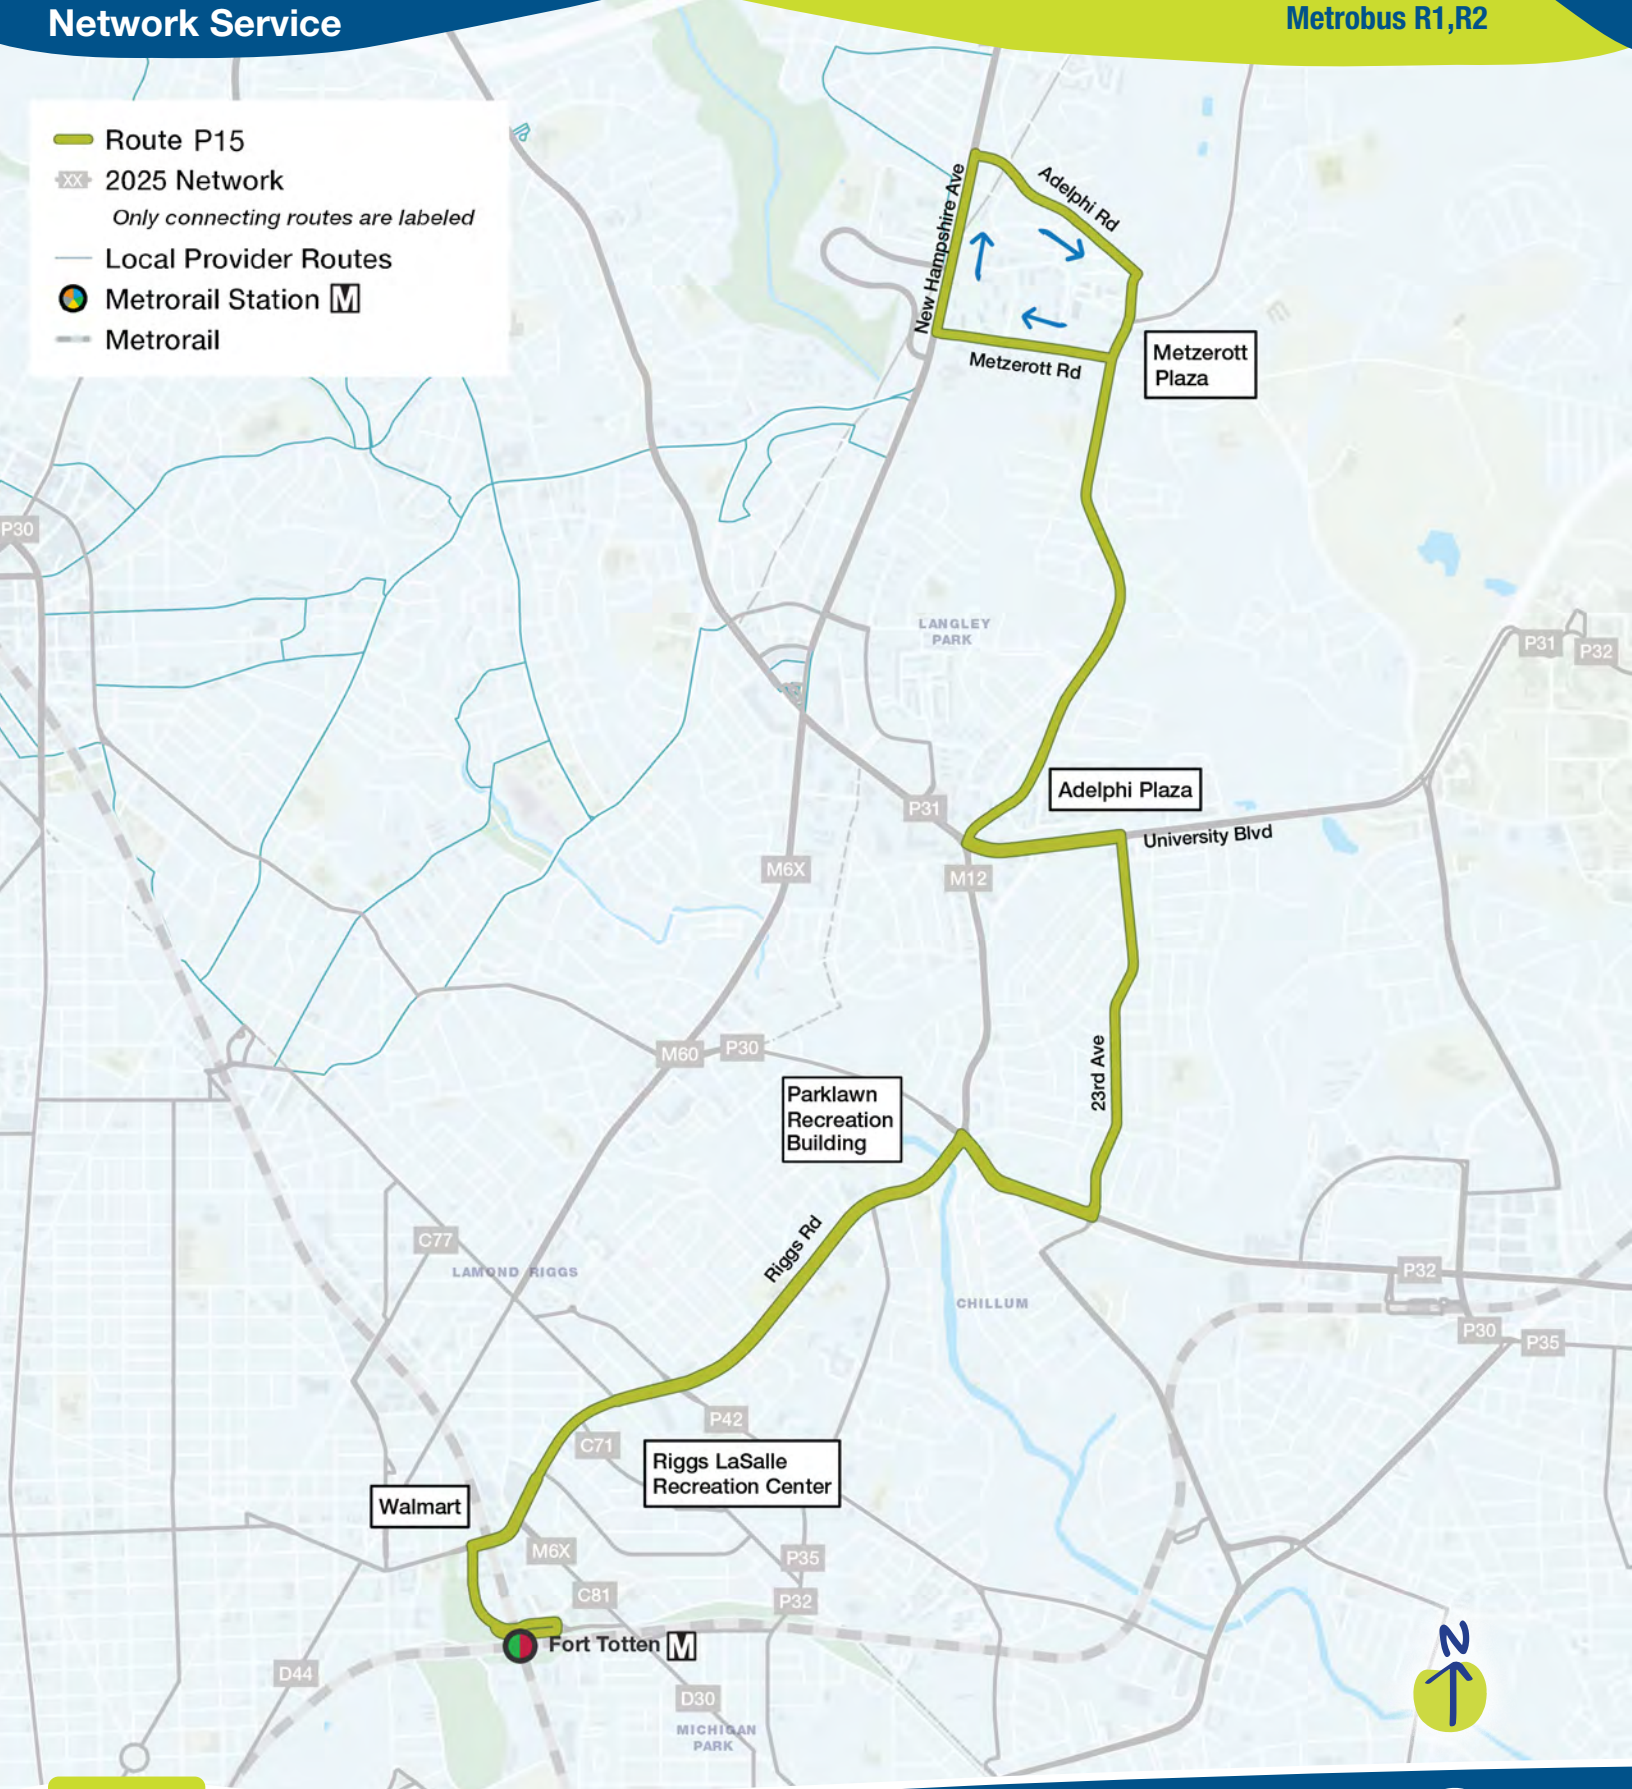 Network Service
Metrobus R1,R2
Route P15
XX 2025 Network
Only connecting routes are labeled
Local Provider Routes
Metrorail Station M
Metrorail
New Hampshire Ave
Adelphi Rd
Metzerott Rd
Metzerott
Plaza
P30
LANGLEY
PARK
P31
P32
Adelphi Plaza
P31
University Blvd
M6X
M12
23rd Ave
M60
P30
Parklawn
Recreation
Building
C77
LAMOND RIGGS
Riggs Rd
CHILLUM
P32
P30
P35
P42
C71
Riggs LaSalle
Recreation Center
Walmart
M6X
P35
C81
P32
Fort Totten M
D44
D30
MICHIGAN
PARK
N